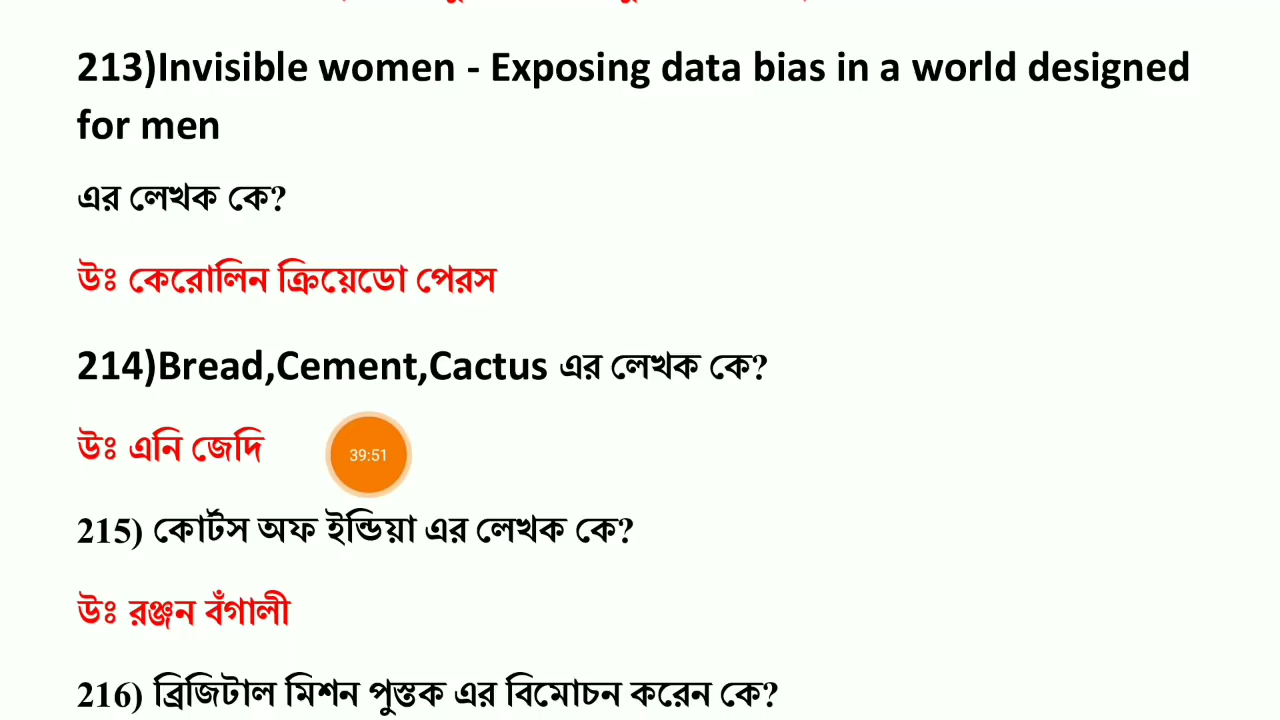 213)Invisible women - Exposing data bias in a world designed
for men
এর লেখক কে?
উঃ কেরোলিন ক্রিয়েডো পেরস
214)Bread,Cement,Cactus এর লেখক কে?
উঃ এনি জেদি
39:51
215) কোর্টস অফ ইন্ডিয়া এর লেখক কে?
উঃ রঞ্জন বঁগালী
216) ব্রিজিটাল মিশন পুস্তক এর বিমোচন করেন কে?